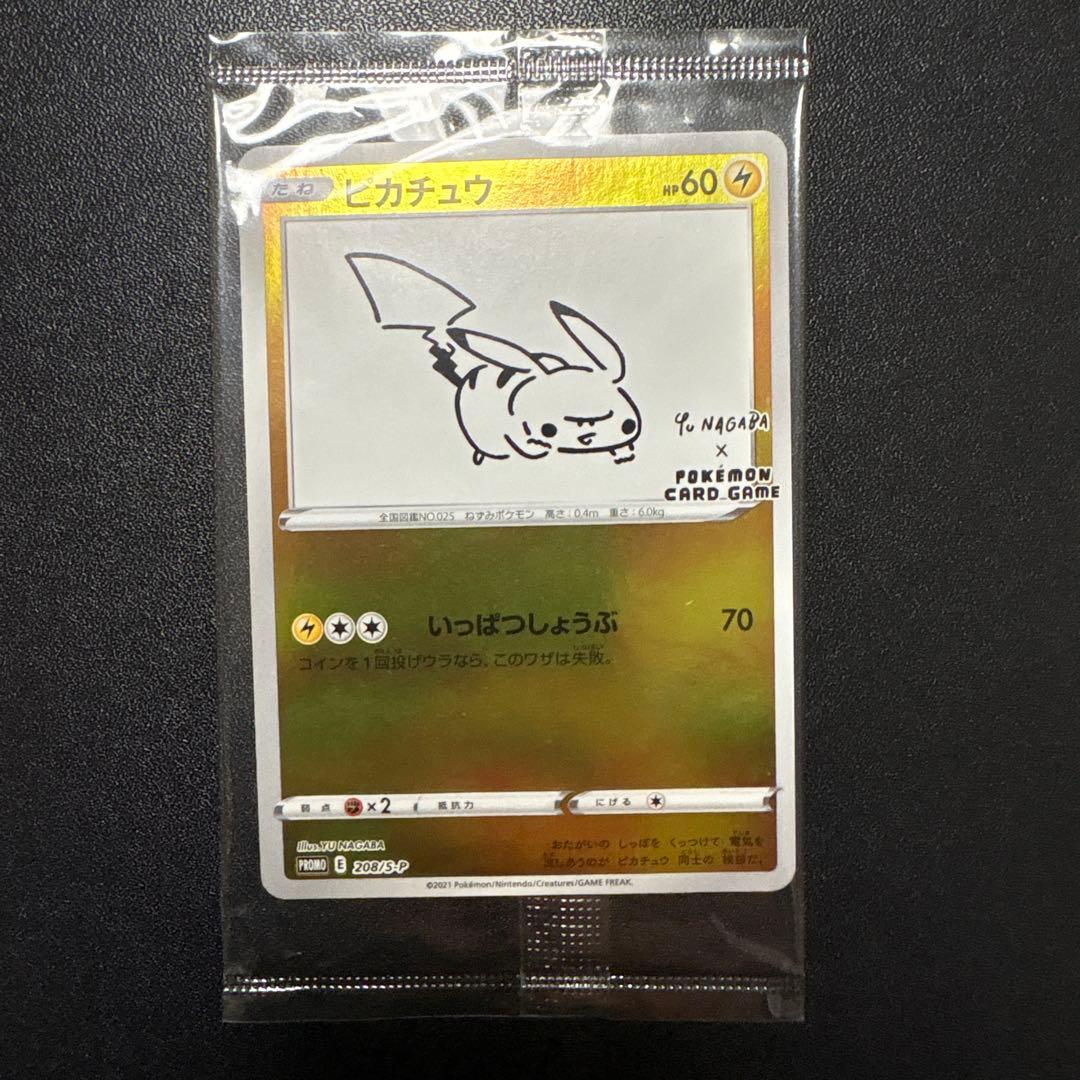 たね ピカチュウ HP60
Yu NAGABA
×
POKÉMON
CARD GAME
全国図鑑NO.025 ねずみポケモン 高さ:0.4m 重さ:6.0kg
いっぱつしょうぶ 70
コインを1回投げウラなら、このワザは失敗。
弱点 ×2 抵抗力 にげる
illus.YU NAGABA
おたがいの しっぽを くっつけて 電気を
流しあうのが ピカチュウ 同士の 挨拶だ。
PROMO E 208/S-P
©2021 Pokémon/Nintendo/Creatures/GAME FREAK.